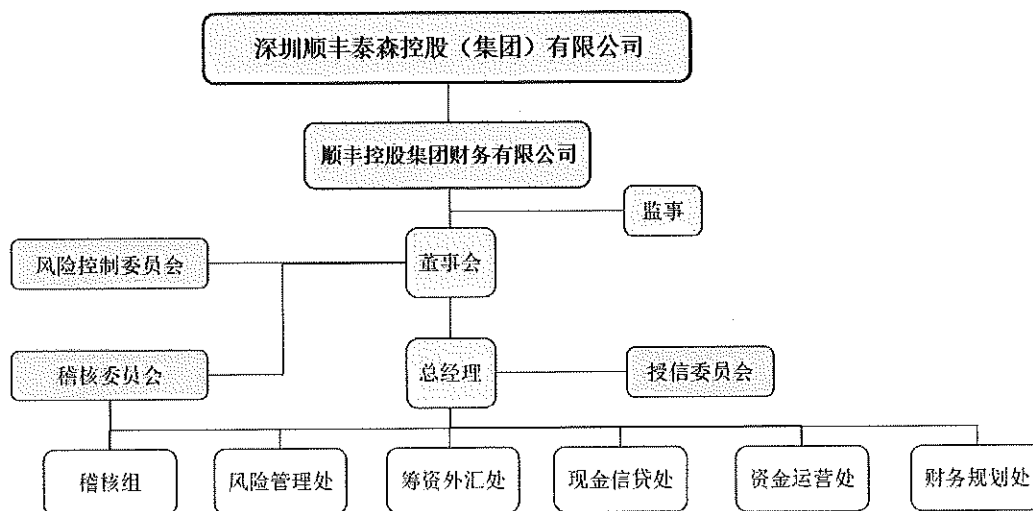 深圳顺丰泰森控股（集团）有限公司
顺丰控股集团财务有限公司
监事
风险控制委员会
董事会
稽核委员会
总经理
授信委员会
稽核组
风险管理处
筹资外汇处
现金信贷处
资金运营处
财务规划处